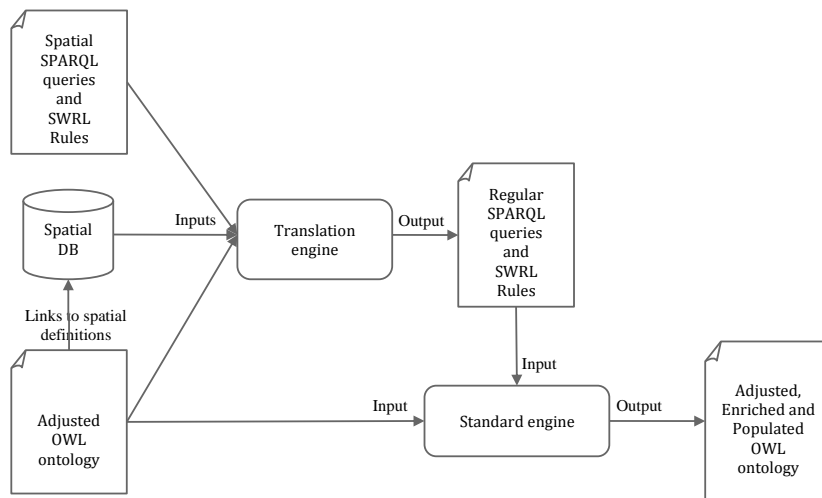 Spatial
SPARQL
queries
and
SWRL
Rules
Spatial
DB
Inputs
Translation
engine
Output
Regular
SPARQL
queries
and
SWRL
Rules
Links to spatial
definitions
Adjusted
OWL
ontology
Input
Input
Standard engine
Output
Adjusted,
Enriched and
Populated
OWL
ontology